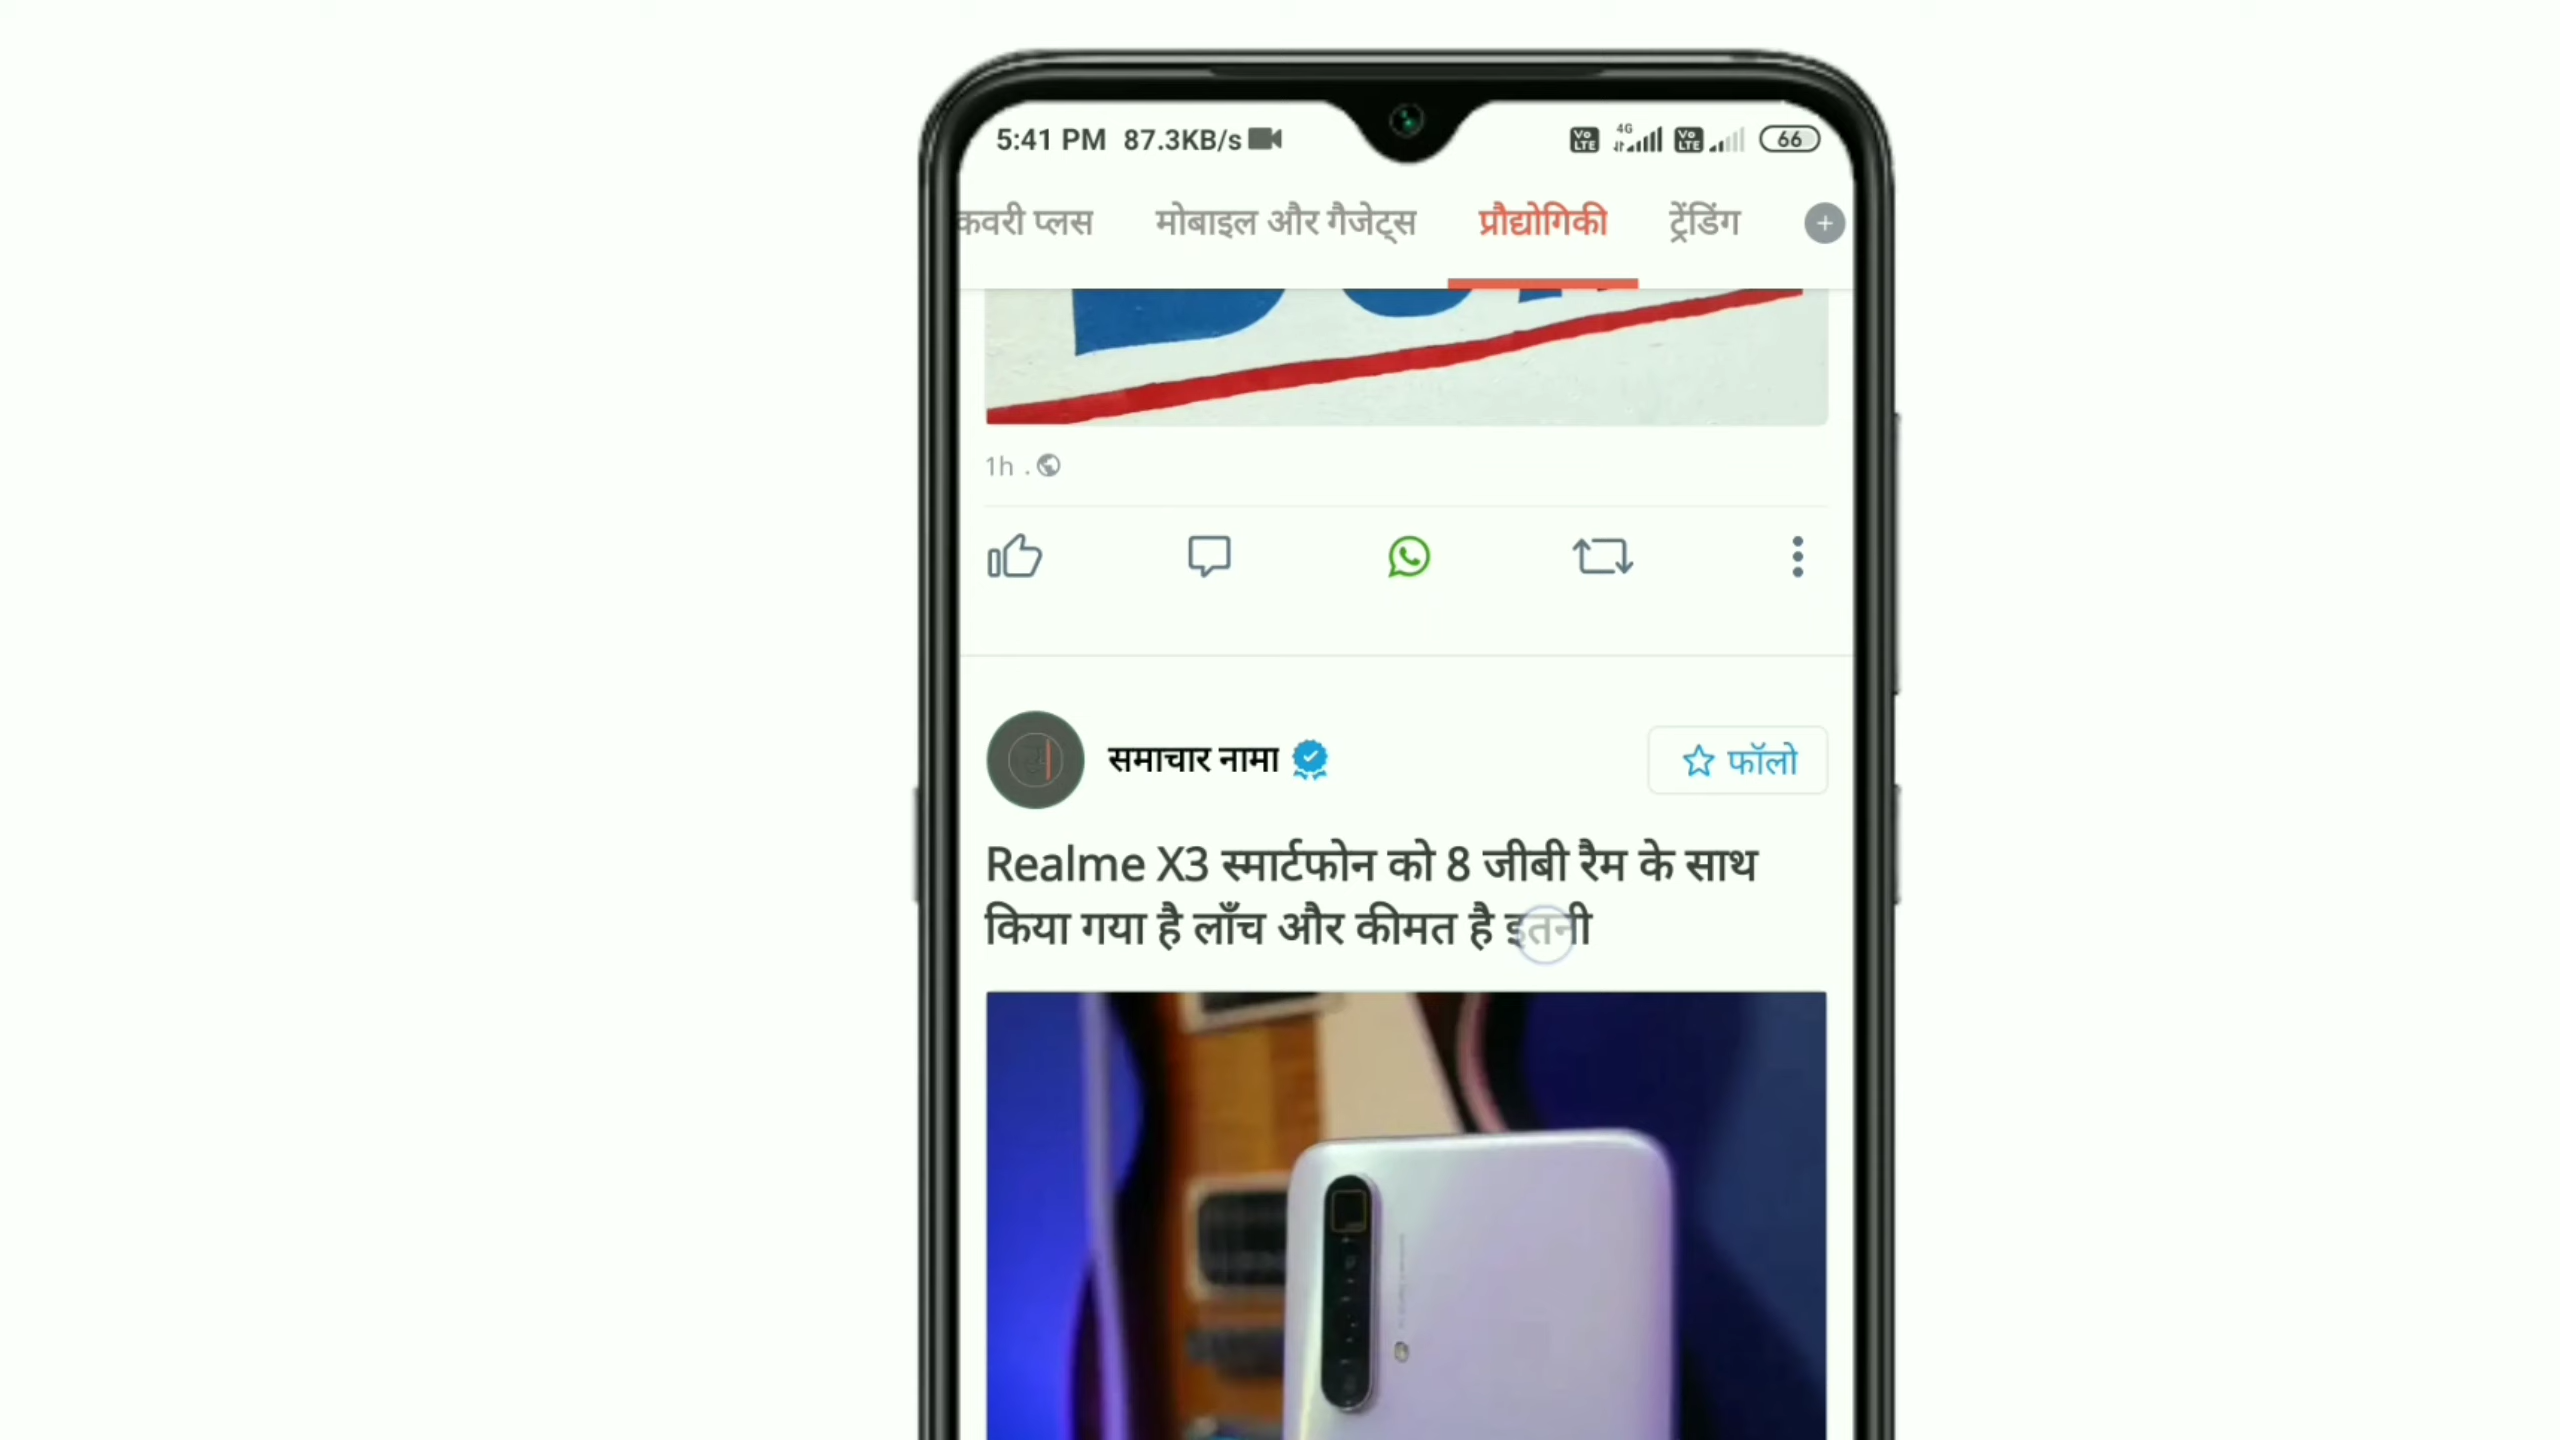 5:41 PM 87.3KB/s 4G 66
कवरी प्लस मोबाइल और गैजेट्स प्रौद्योगिकी ट्रेंडिंग
1h .
समाचार नामा फॉलो
Realme X3 स्मार्टफोन को 8 जीबी रैम के साथ
किया गया है लाँच और कीमत है इतनी